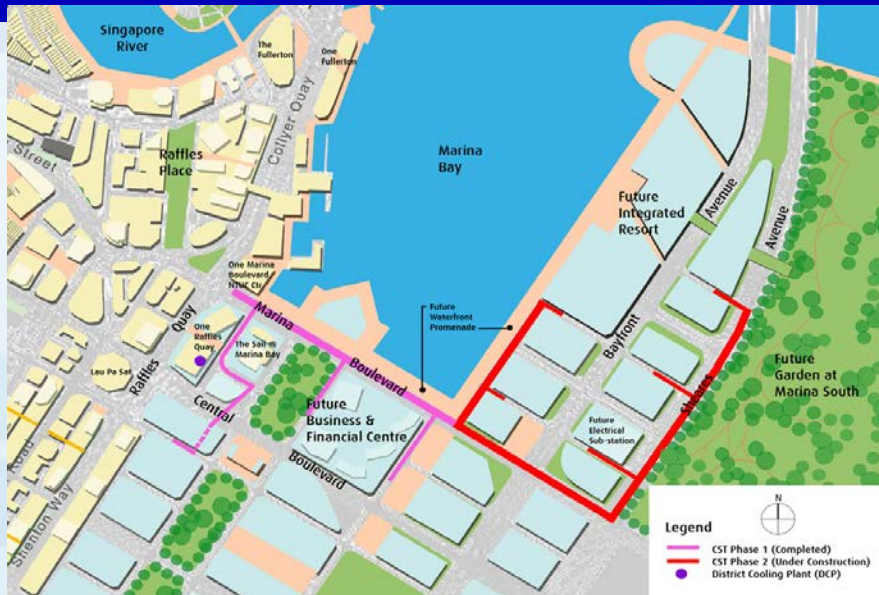 Singapore
River
The
Fullerton
One
Fullerton
Collyer Quay
Street
Raffles
Place
Marina
Bay
Future
Integrated
Resort
Avenue
Avenue
One Marina
Boulevard
NTUC Ctr
Marina
Boulevard
Future
Waterfront
Promenade
Bayfront
Raffles Quay
One
Raffles
Quay
The Sail @
Marina Bay
Lau Pa Sat
Central
Boulevard
Future
Business &
Financial Centre
Sheares
Future
Garden at
Marina South
Future
Electrical
Sub-station
Road
Shenton Way
N
Legend
CST Phase 1 (Completed)
CST Phase 2 (Under Construction)
District Cooling Plant (DCP)